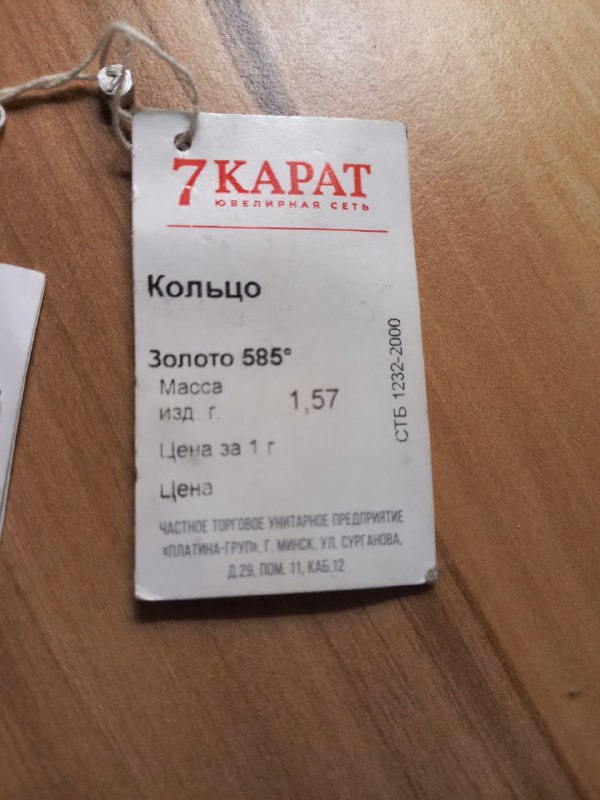 7 КАРАТ
ЮВЕЛИРНАЯ СЕТЬ
Кольцо
Золото 585°
Масса
изд. г. 1,57
Цена за 1 г
Цена
СТБ 1232-2000
ЧАСТНОЕ ТОРГОВОЕ УНИТАРНОЕ ПРЕДПРИЯТИЕ
«ПЛАТИНА-ГРУП», Г. МИНСК, УЛ. СУРГАНОВА,
Д.29, ПОМ. 11, КАБ.12